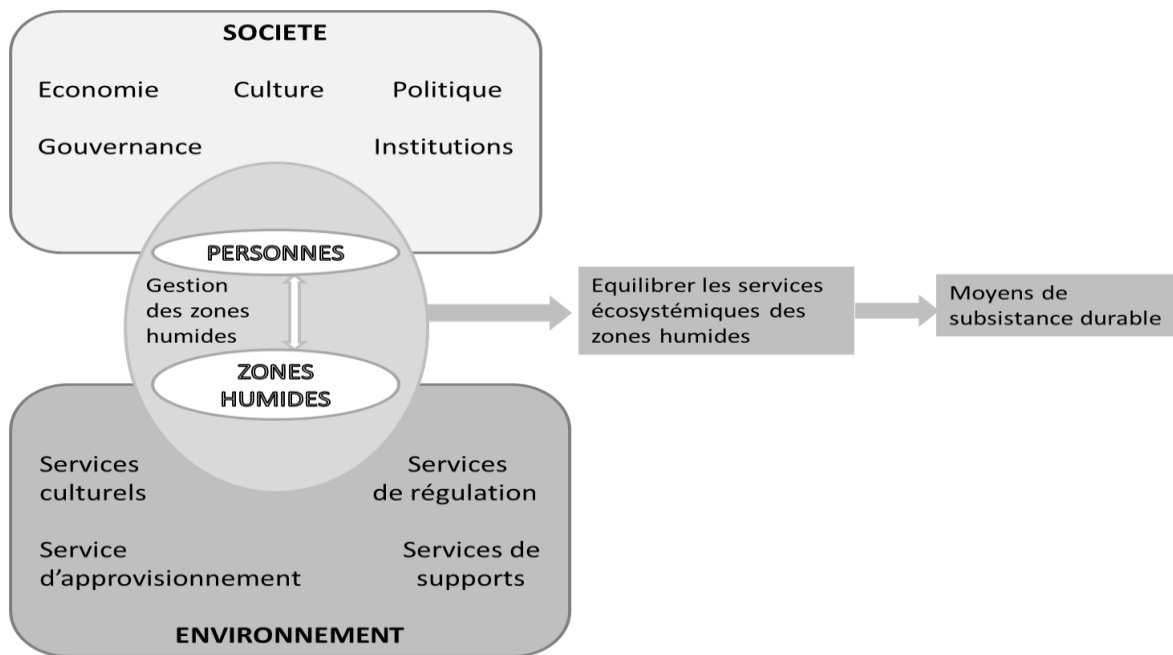 SOCIETE
Economie Culture Politique
Gouvernance Institutions
PERSONNES
Gestion
des zones
humides
ZONES
HUMIDES
Equilibrer les services
écosystémiques des
zones humides
Moyens de
subsistance durable
Services
culturels
Services
de régulation
Service
d’approvisionnement
Services de
supports
ENVIRONNEMENT